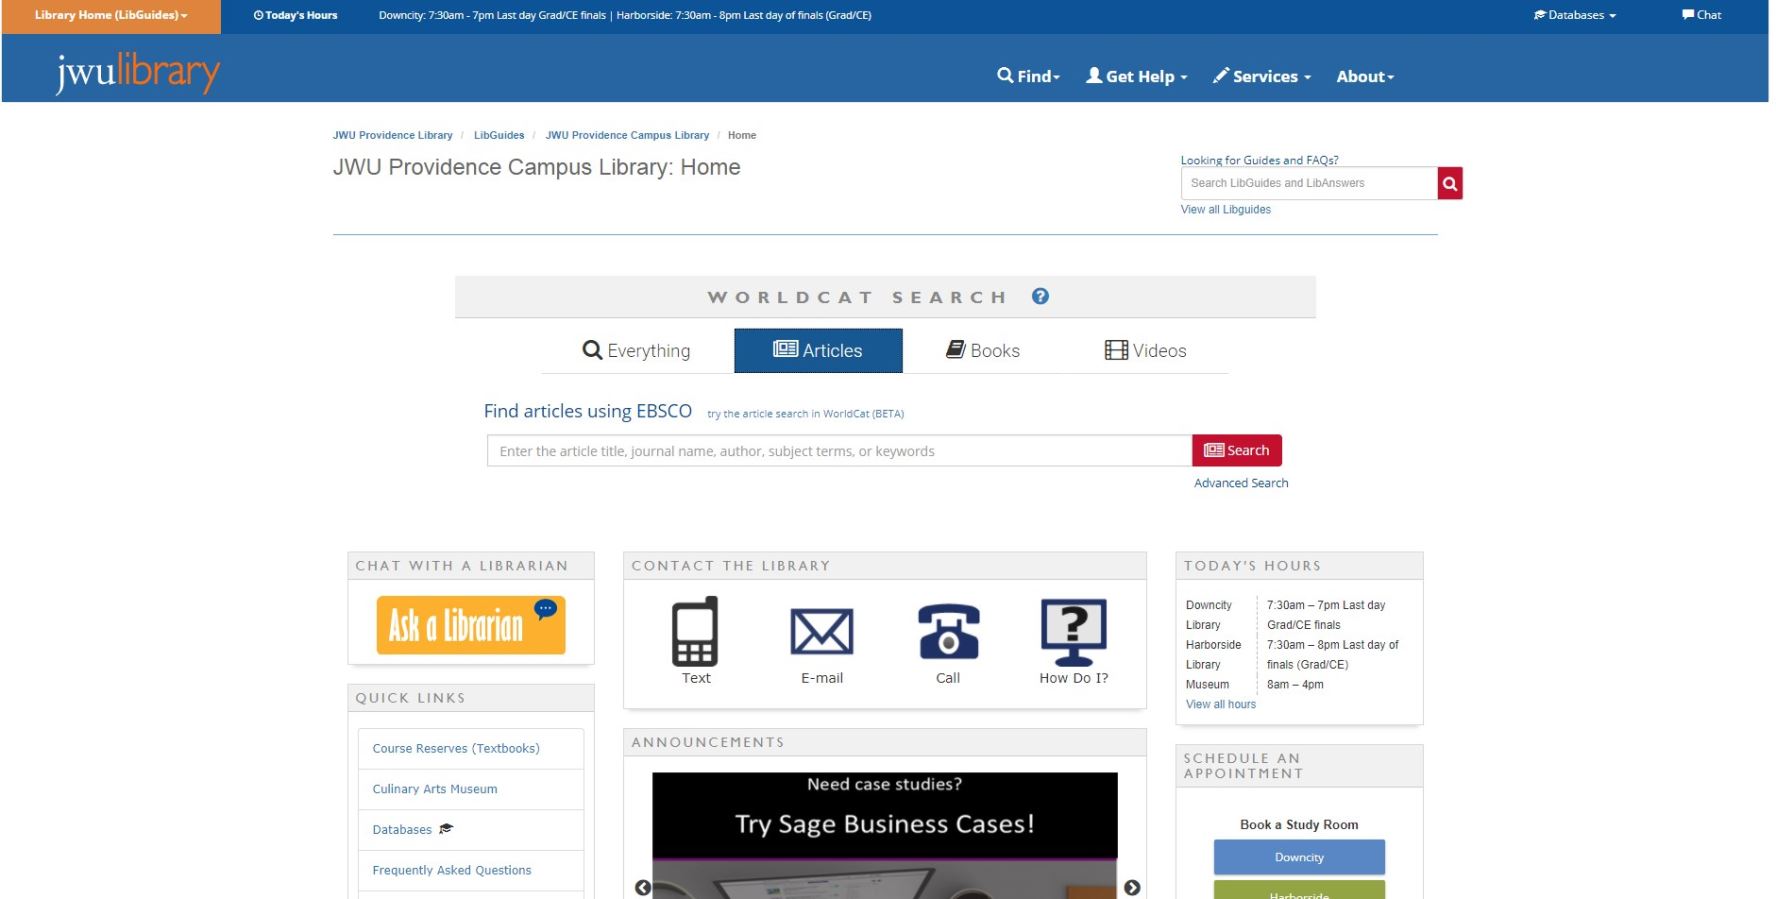 Library Home (LibGuides)
Today's Hours
Downcity: 7:30am - 7pm Last day Grad/CE finals | Harborside: 7:30am - 8pm Last day of finals (Grad/CE)
Databases
Chat
jwulibrary
Find
Get Help
Services
About
JWU Providence Library / LibGuides / JWU Providence Campus Library / Home
JWU Providence Campus Library: Home
Looking for Guides and FAQs?
Search LibGuides and LibAnswers
View all Libguides
WORLDCAT SEARCH ?
Everything
Articles
Books
Videos
Find articles using EBSCO try the article search in WorldCat (BETA)
Enter the article title, journal name, author, subject terms, or keywords
Search
Advanced Search
CHAT WITH A LIBRARIAN
Ask a Librarian
QUICK LINKS
Course Reserves (Textbooks)
Culinary Arts Museum
Databases
Frequently Asked Questions
CONTACT THE LIBRARY
?
Text
E-mail
Call
How Do I?
ANNOUNCEMENTS
Need case studies?
Try Sage Business Cases!
TODAY'S HOURS
Downcity 7:30am – 7pm Last day
Library Grad/CE finals
Harborside 7:30am – 8pm Last day of
Library finals (Grad/CE)
Museum 8am – 4pm
View all hours
SCHEDULE AN
APPOINTMENT
Book a Study Room
Downcity
Harborside